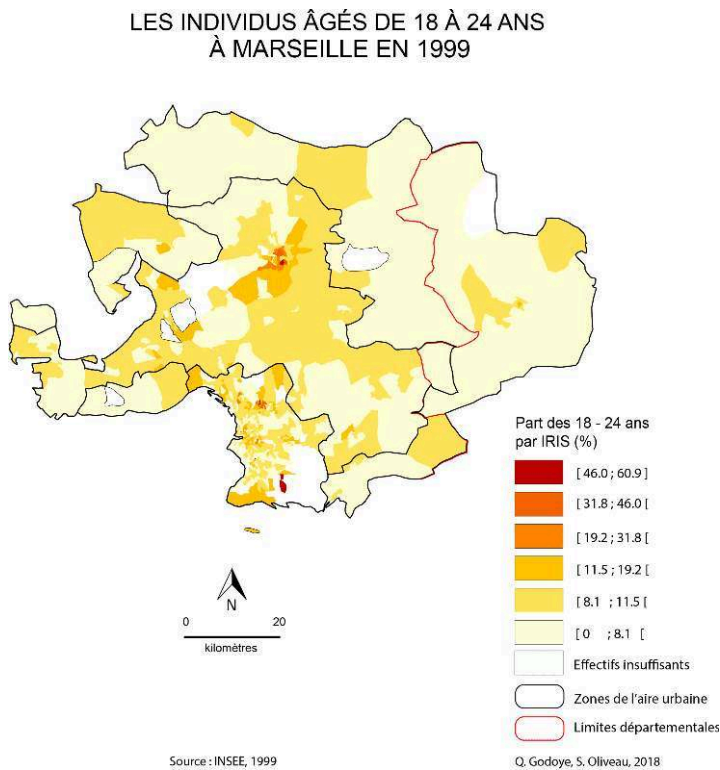 LES INDIVIDUS ÂGÉS DE 18 À 24 ANS
À MARSEILLE EN 1999
Part des 18 - 24 ans
par IRIS (%)
[ 46.0 ; 60.9 ]
[ 31.8 ; 46.0 [
[ 19.2 ; 31.8 [
[ 11.5 ; 19.2 [
[ 8.1 ; 11.5 [
[ 0 ; 8.1 [
Effectifs insuffisants
Zones de l'aire urbaine
Limites départementales
N
0 20
kilomètres
Source : INSEE, 1999
Q. Godoye, S. Oliveau, 2018